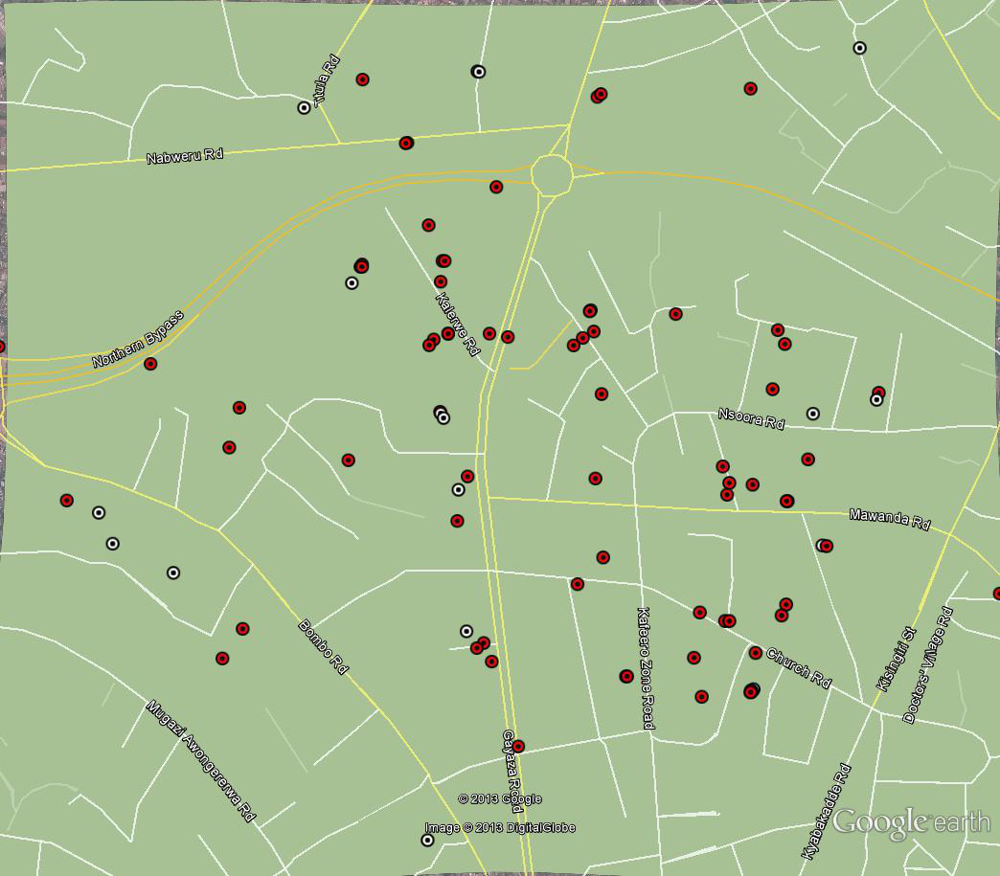 Ttula Rd
Nabweru Rd
Northern Bypass
Kalerwe Rd
Nsoora Rd
Mawanda Rd
Bombo Rd
Kafeero Zone Road
Church Rd
Kisingiri St
Doctors' Village Rd
Mugazi Awongererwa Rd
Gayaza Road
Kyabakadde Rd
© 2013 Google
Image © 2013 DigitalGlobe
Google earth